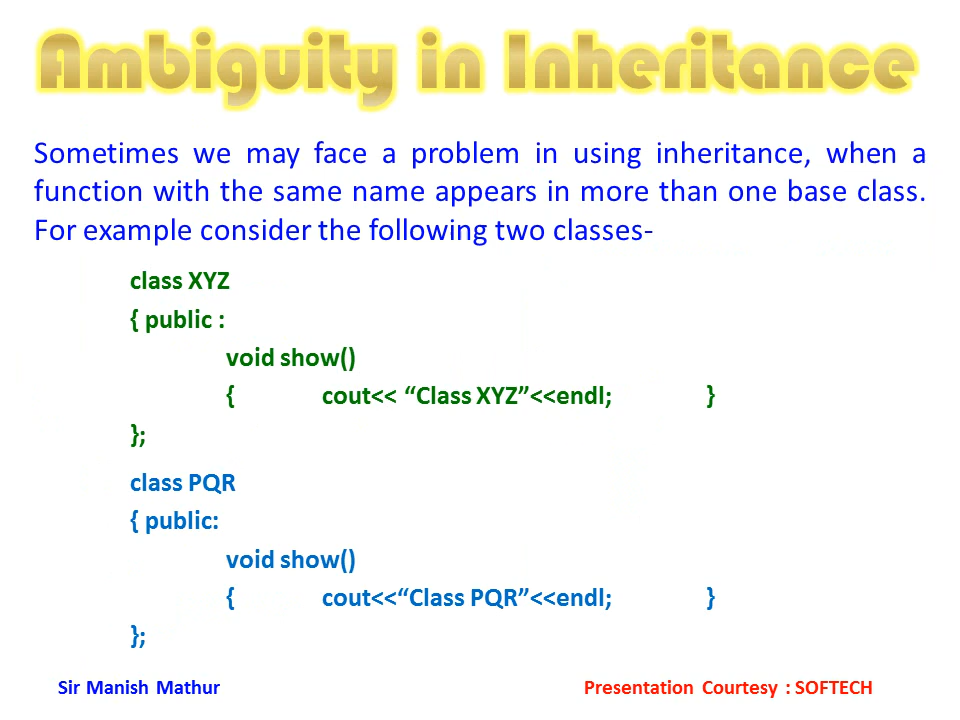 Ambiguity in Inheritance
Sometimes we may face a problem in using inheritance, when a
function with the same name appears in more than one base class.
For example consider the following two classes-
class XYZ
{ public :
void show()
{ cout<< “Class XYZ”<<endl; }
};
class PQR
{ public:
void show()
{ cout<<“Class PQR”<<endl; }
};
Sir Manish Mathur Presentation Courtesy : SOFTECH